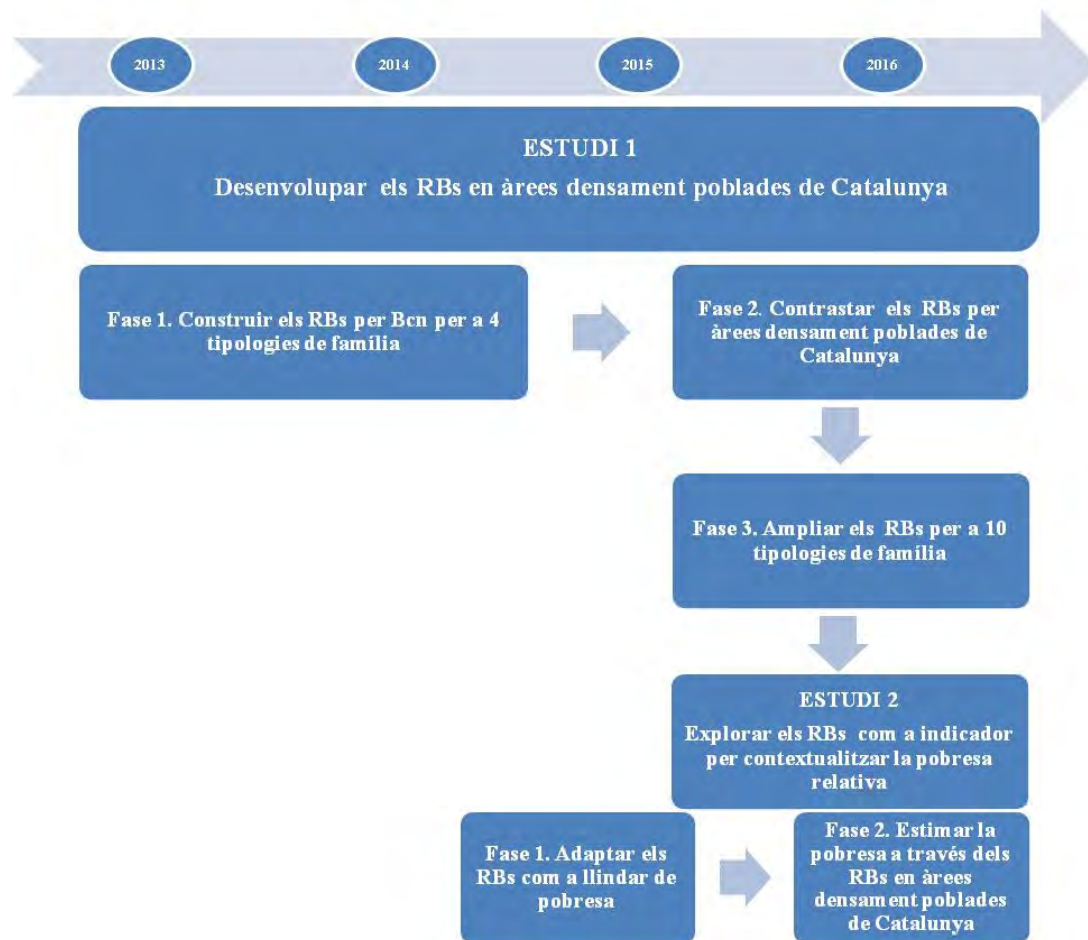 2013
2014
2015
2016
ESTUDI 1
Desenvolupar els RBs en àrees densament poblades de Catalunya
Fase 1. Construir els RBs per Bcn per a 4
tipologies de família
Fase 2. Contrastar els RBs per
àrees densament poblades de
Catalunya
Fase 3. Ampliar els RBs per a 10
tipologies de família
ESTUDI 2
Explorar els RBs com a indicador
per contextualitzar la pobresa
relativa
Fase 1. Adaptar els
RBs com a llindar de
pobresa
Fase 2. Estimar la
pobresa a través dels
RBs en àrees
densament poblades
de Catalunya